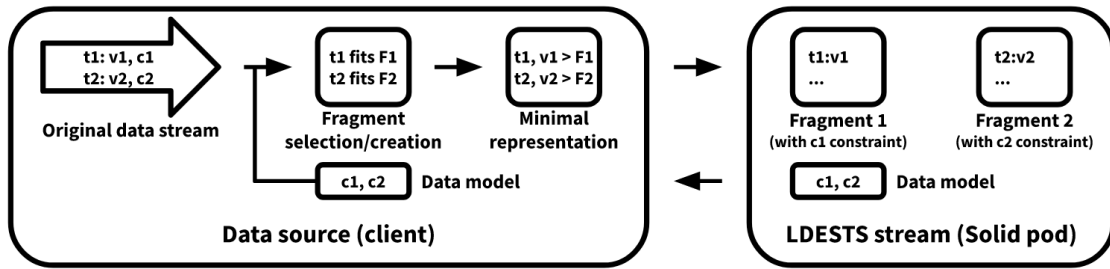 t1: v1, c1
t2: v2, c2
Original data stream
t1 fits F1
t2 fits F2
Fragment
selection/creation
t1, v1 > F1
t2, v2 > F2
Minimal
representation
c1, c2
Data model
Data source (client)
t1:v1
...
Fragment 1
(with c1 constraint)
t2:v2
...
Fragment 2
(with c2 constraint)
c1, c2
Data model
LDESTS stream (Solid pod)